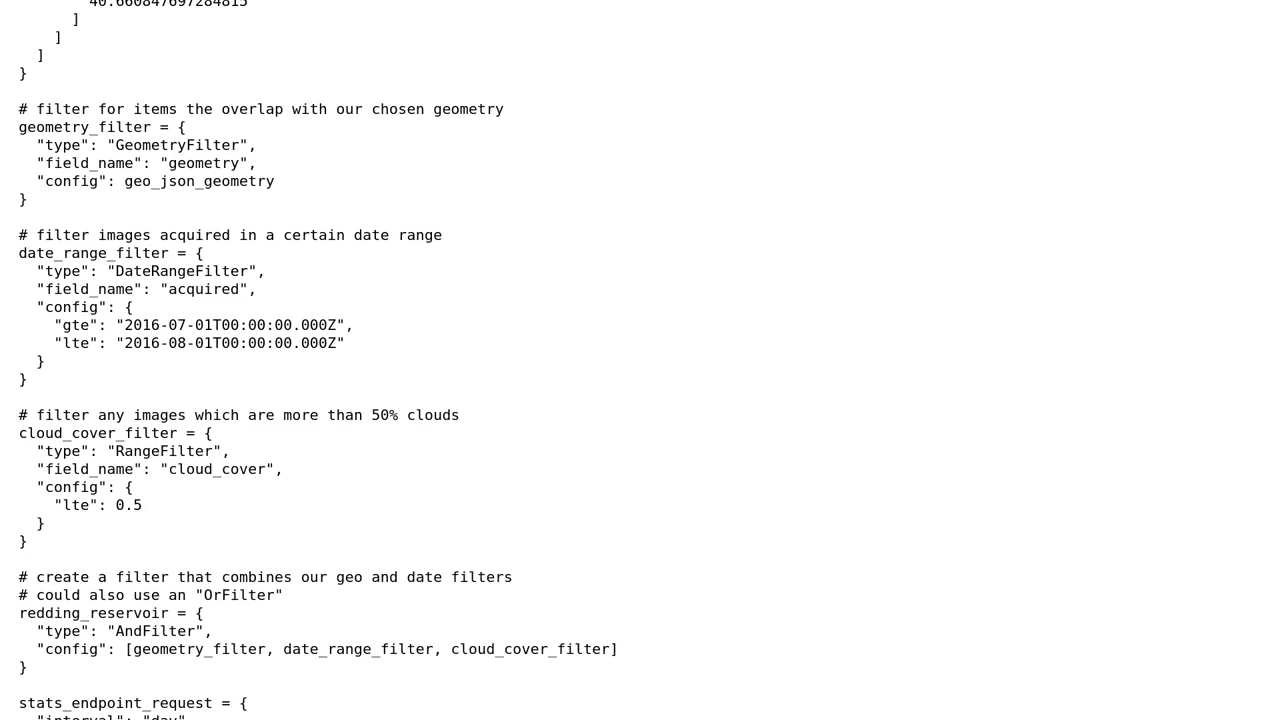 40.660847697284815
      ]
    ]
  ]
}

# filter for items the overlap with our chosen geometry
geometry_filter = {
  "type": "GeometryFilter",
  "field_name": "geometry",
  "config": geo_json_geometry
}

# filter images acquired in a certain date range
date_range_filter = {
  "type": "DateRangeFilter",
  "field_name": "acquired",
  "config": {
    "gte": "2016-07-01T00:00:00.000Z",
    "lte": "2016-08-01T00:00:00.000Z"
  }
}

# filter any images which are more than 50% clouds
cloud_cover_filter = {
  "type": "RangeFilter",
  "field_name": "cloud_cover",
  "config": {
    "lte": 0.5
  }
}

# create a filter that combines our geo and date filters
# could also use an "OrFilter"
redding_reservoir = {
  "type": "AndFilter",
  "config": [geometry_filter, date_range_filter, cloud_cover_filter]
}

stats_endpoint_request = {
  "interval": "day",